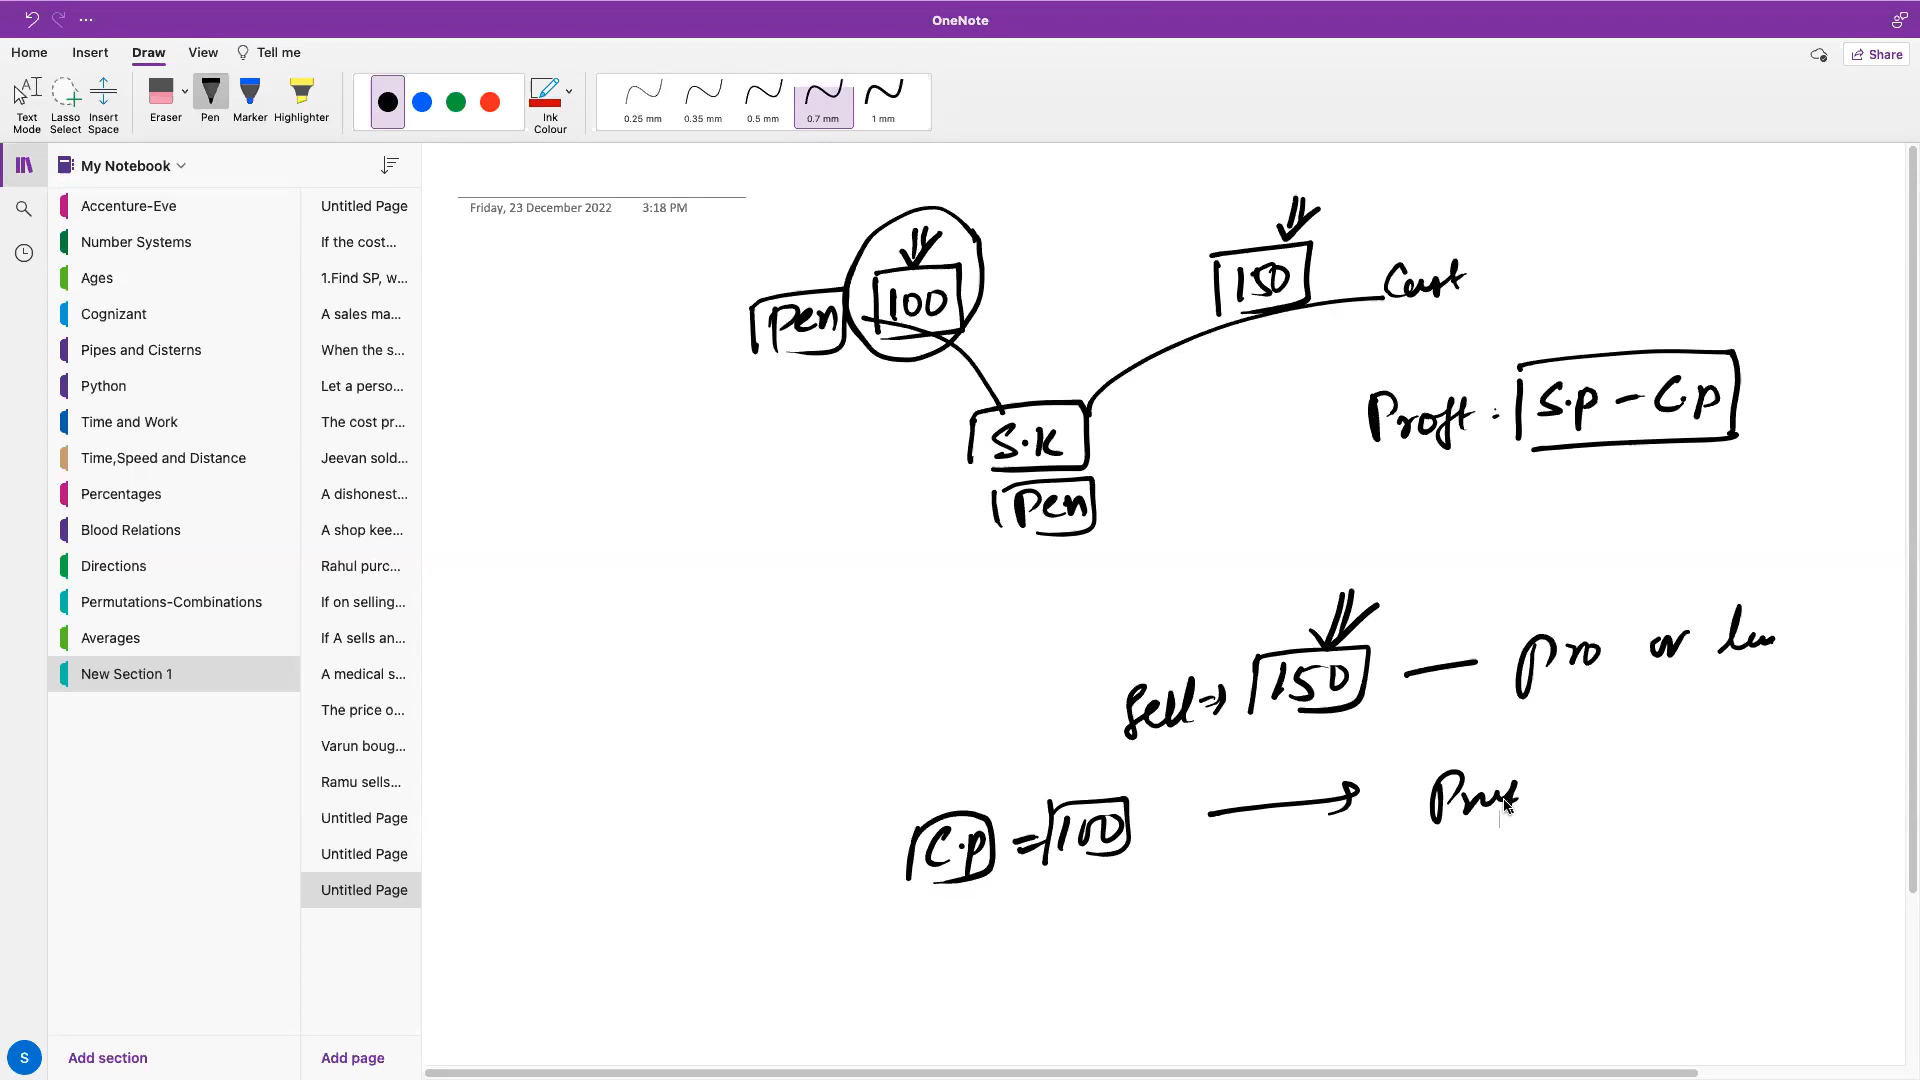 OneNote
Home Insert Draw View Tell me
Share
Text Mode
Lasso Select
Insert Space
Eraser
Pen
Marker
Highlighter
Ink Colour
0.25 mm
0.35 mm
0.5 mm
0.7 mm
1 mm
My Notebook
Accenture-Eve
Number Systems
Ages
Cognizant
Pipes and Cisterns
Python
Time and Work
Time,Speed and Distance
Percentages
Blood Relations
Directions
Permutations-Combinations
Averages
New Section 1
S
Add section
Untitled Page
If the cost...
1.Find SP, w...
A sales ma...
When the s...
Let a perso...
The cost pr...
Jeevan sold...
A dishonest...
A shop kee...
Rahul purc...
If on selling...
If A sells an...
A medical s...
The price o...
Varun boug...
Ramu sells...
Untitled Page
Untitled Page
Untitled Page
Add page
Friday, 23 December 2022 3:18 PM
Pen 100
150
S.K
Pen
S.P - C.P
Sell => 150 — Pro or
C.P = 100